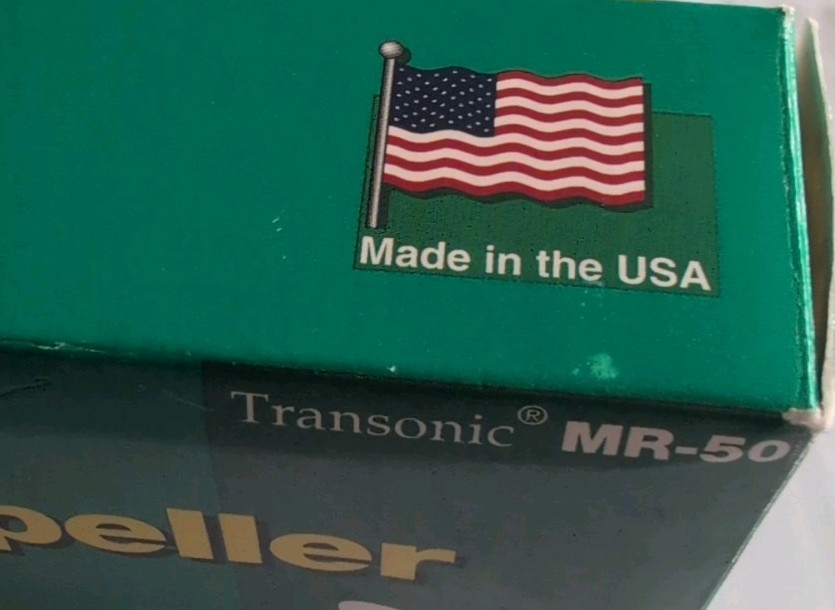 Made in the USA
Transonic® MR-50
peller